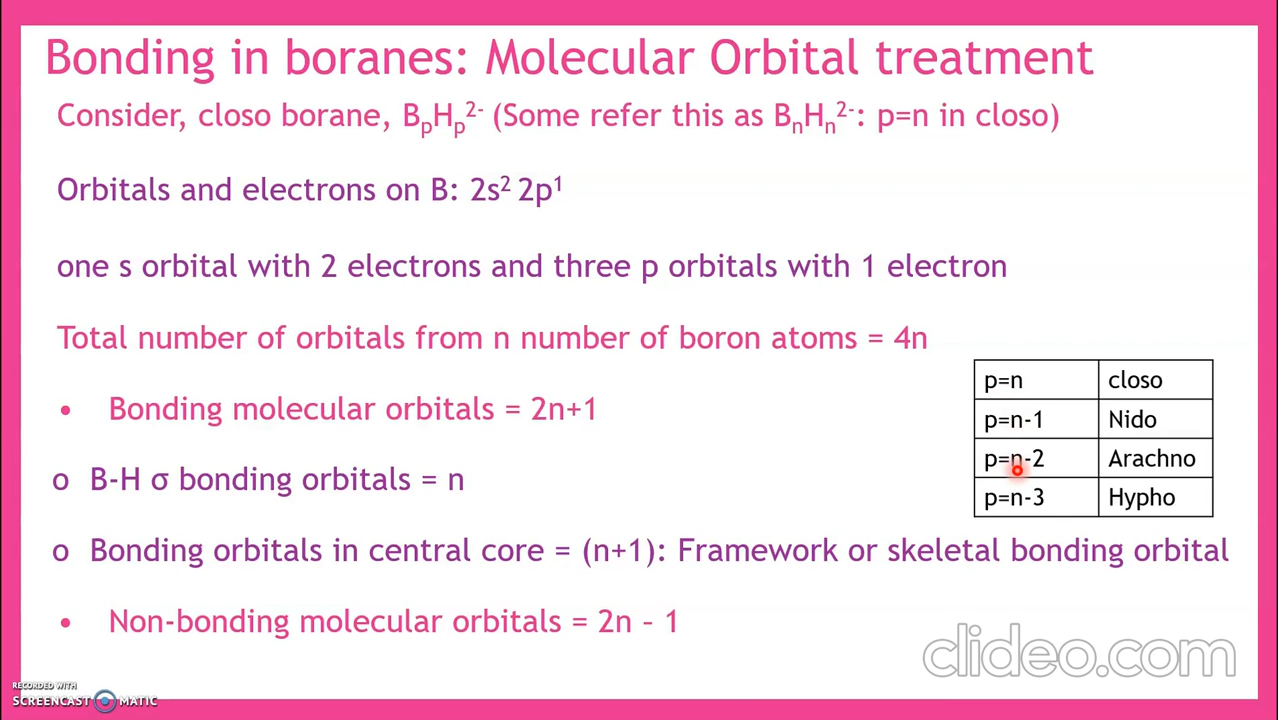 Bonding in boranes: Molecular Orbital treatment
Consider, closo borane, BpHp2- (Some refer this as BnHn2-: p=n in closo)
Orbitals and electrons on B: 2s2 2p1
one s orbital with 2 electrons and three p orbitals with 1 electron
Total number of orbitals from n number of boron atoms = 4n
• Bonding molecular orbitals = 2n+1
o B-H σ bonding orbitals = n
p=n closo
p=n-1 Nido
p=n-2 Arachno
p=n-3 Hypho
o Bonding orbitals in central core = (n+1): Framework or skeletal bonding orbital
• Non-bonding molecular orbitals = 2n – 1
clideo.com
RECORDED WITH
SCREENCAST MATIC